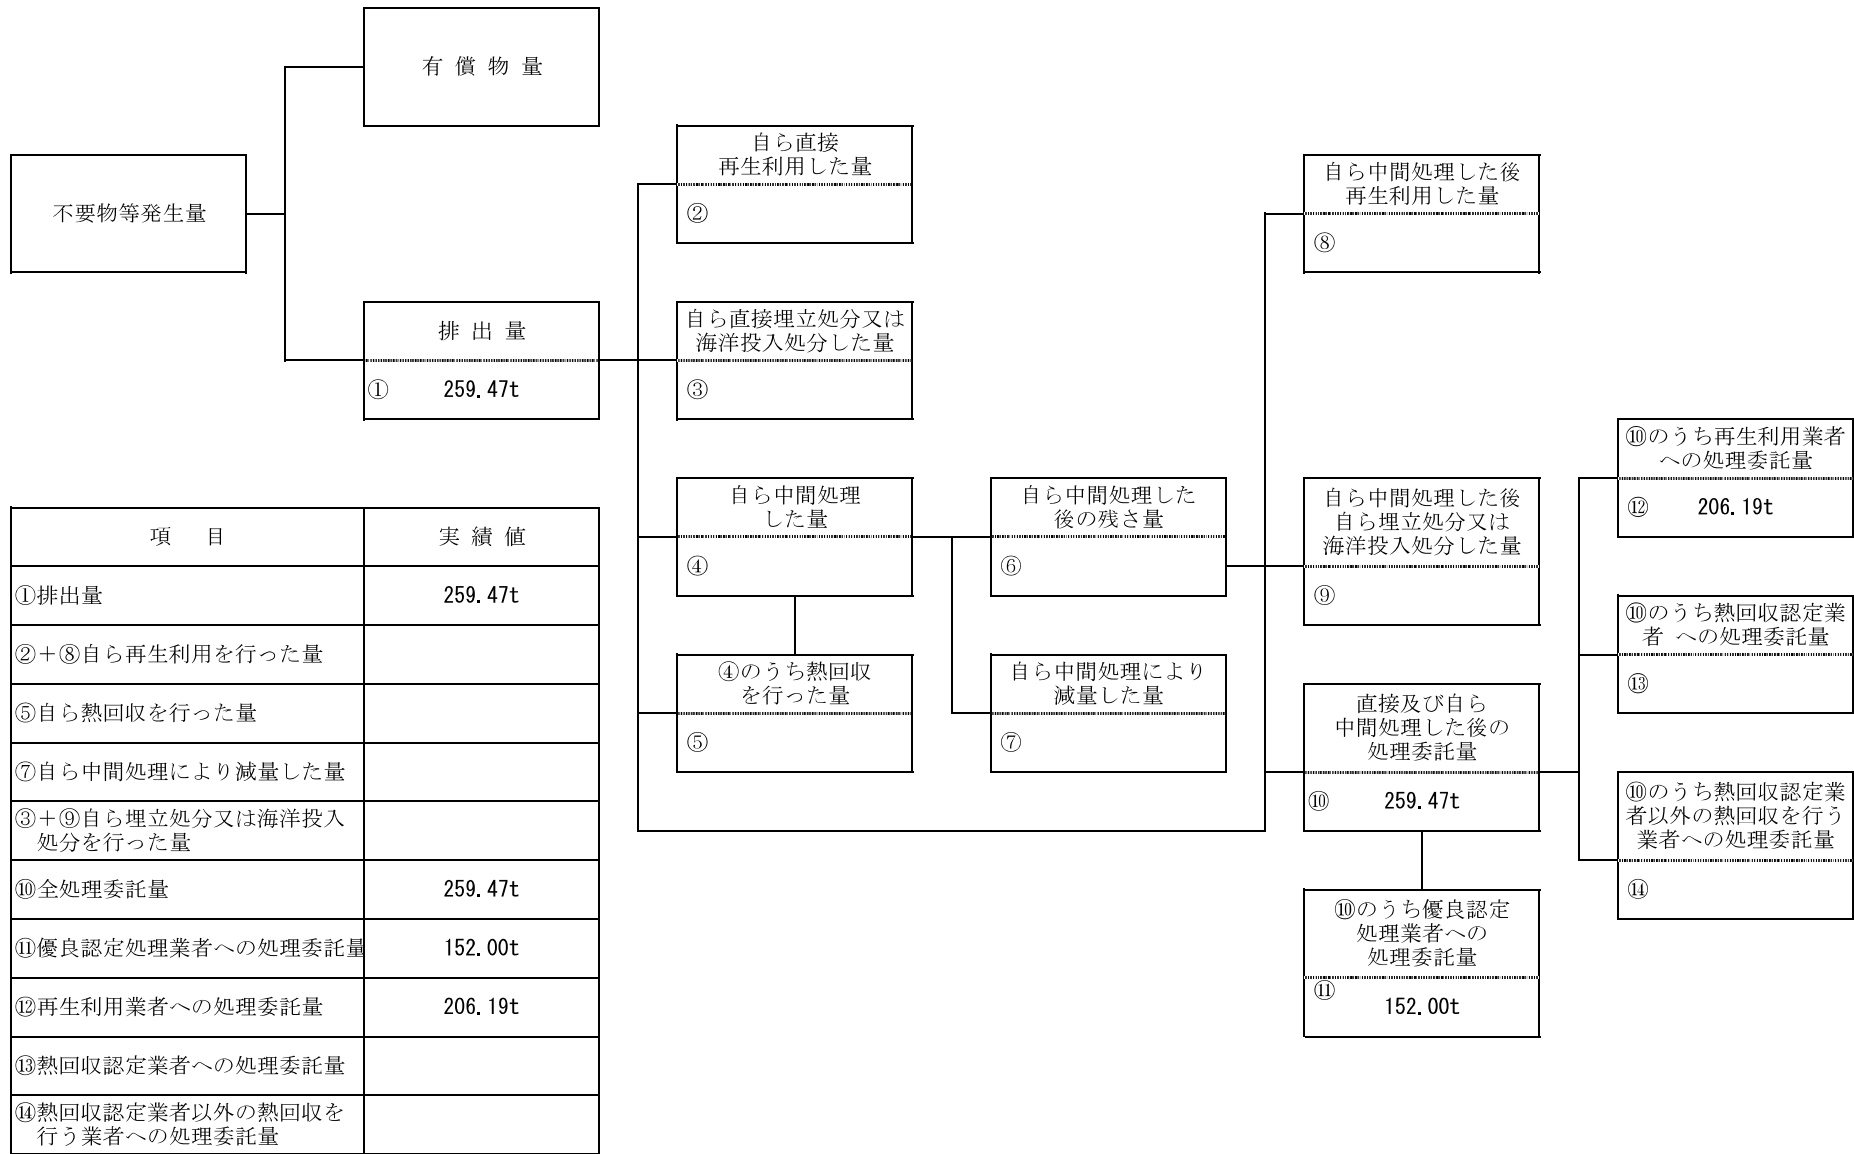 有 償 物 量
不要物等発生量
排 出 量
① 259.47t
自ら直接
再生利用した量
②
自ら直接埋立処分又は
海洋投入処分した量
③
自ら中間処理
した量
④
④のうち熱回収
を行った量
⑤
自ら中間処理した
後の残さ量
⑥
自ら中間処理により
減量した量
⑦
自ら中間処理した後
再生利用した量
⑧
自ら中間処理した後
自ら埋立処分又は
海洋投入処分した量
⑨
直接及び自ら
中間処理した後の
処理委託量
⑩ 259.47t
⑩のうち優良認定
処理業者への
処理委託量
⑪
152.00t
⑩のうち再生利用業者
への処理委託量
⑫ 206.19t
⑩のうち熱回収認定業
者 への処理委託量
⑬
⑩のうち熱回収認定業
者以外の熱回収を行う
業者への処理委託量
⑭
項 目 実 績 値
①排出量 259.47t
②＋⑧自ら再生利用を行った量
⑤自ら熱回収を行った量
⑦自ら中間処理により減量した量
③＋⑨自ら埋立処分又は海洋投入
処分を行った量
⑩全処理委託量 259.47t
⑪優良認定処理業者への処理委託量 152.00t
⑫再生利用業者への処理委託量 206.19t
⑬熱回収認定業者への処理委託量
⑭熱回収認定業者以外の熱回収を
行う業者への処理委託量